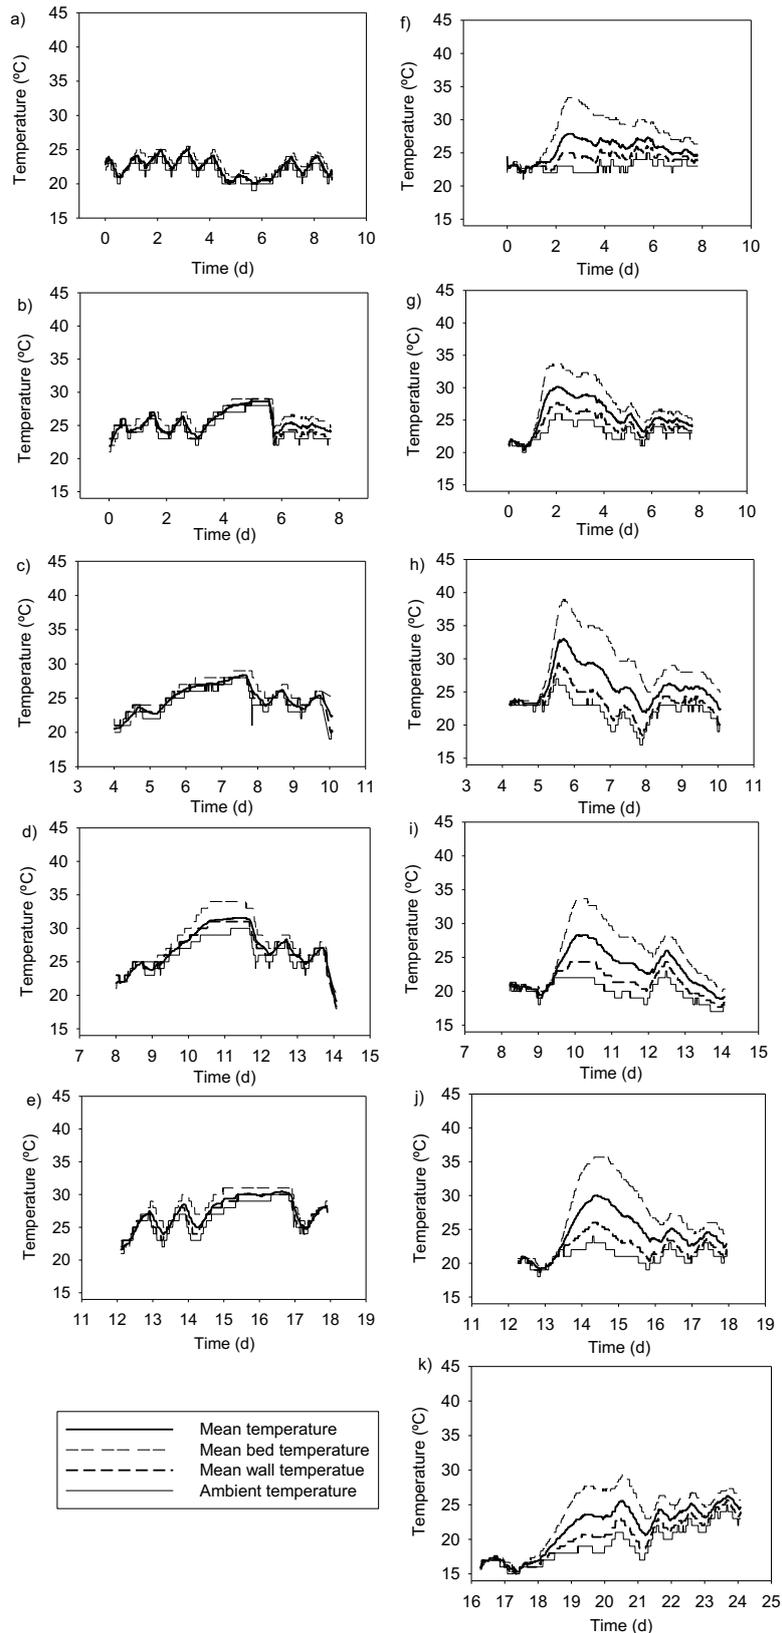 a)
45
40
35
30
25
20
15
Temperature (ºC)
0 2 4 6 8 10
Time (d)
f)
45
40
35
30
25
20
15
Temperature (ºC)
0 2 4 6 8 10
Time (d)
b)
45
40
35
30
25
20
15
Temperature (ºC)
0 2 4 6 8
Time (d)
g)
45
40
35
30
25
20
15
Temperature (ºC)
0 2 4 6 8 10
Time (d)
c)
45
40
35
30
25
20
15
Temperature (ºC)
3 4 5 6 7 8 9 10 11
Time (d)
h)
45
40
35
30
25
20
15
Temperature (ºC)
3 4 5 6 7 8 9 10 11
Time (d)
d)
45
40
35
30
25
20
15
Temperature (ºC)
7 8 9 10 11 12 13 14 15
Time (d)
i)
45
40
35
30
25
20
15
Temperature (ºC)
7 8 9 10 11 12 13 14 15
Time (d)
e)
45
40
35
30
25
20
15
Temperature (ºC)
11 12 13 14 15 16 17 18 19
Time (d)
j)
45
40
35
30
25
20
15
Temperature (ºC)
11 12 13 14 15 16 17 18 19
Time (d)
k)
45
40
35
30
25
20
15
Temperature (ºC)
16 17 18 19 20 21 22 23 24 25
Time (d)
Mean temperature
Mean bed temperature
Mean wall temperatue
Ambient temperature